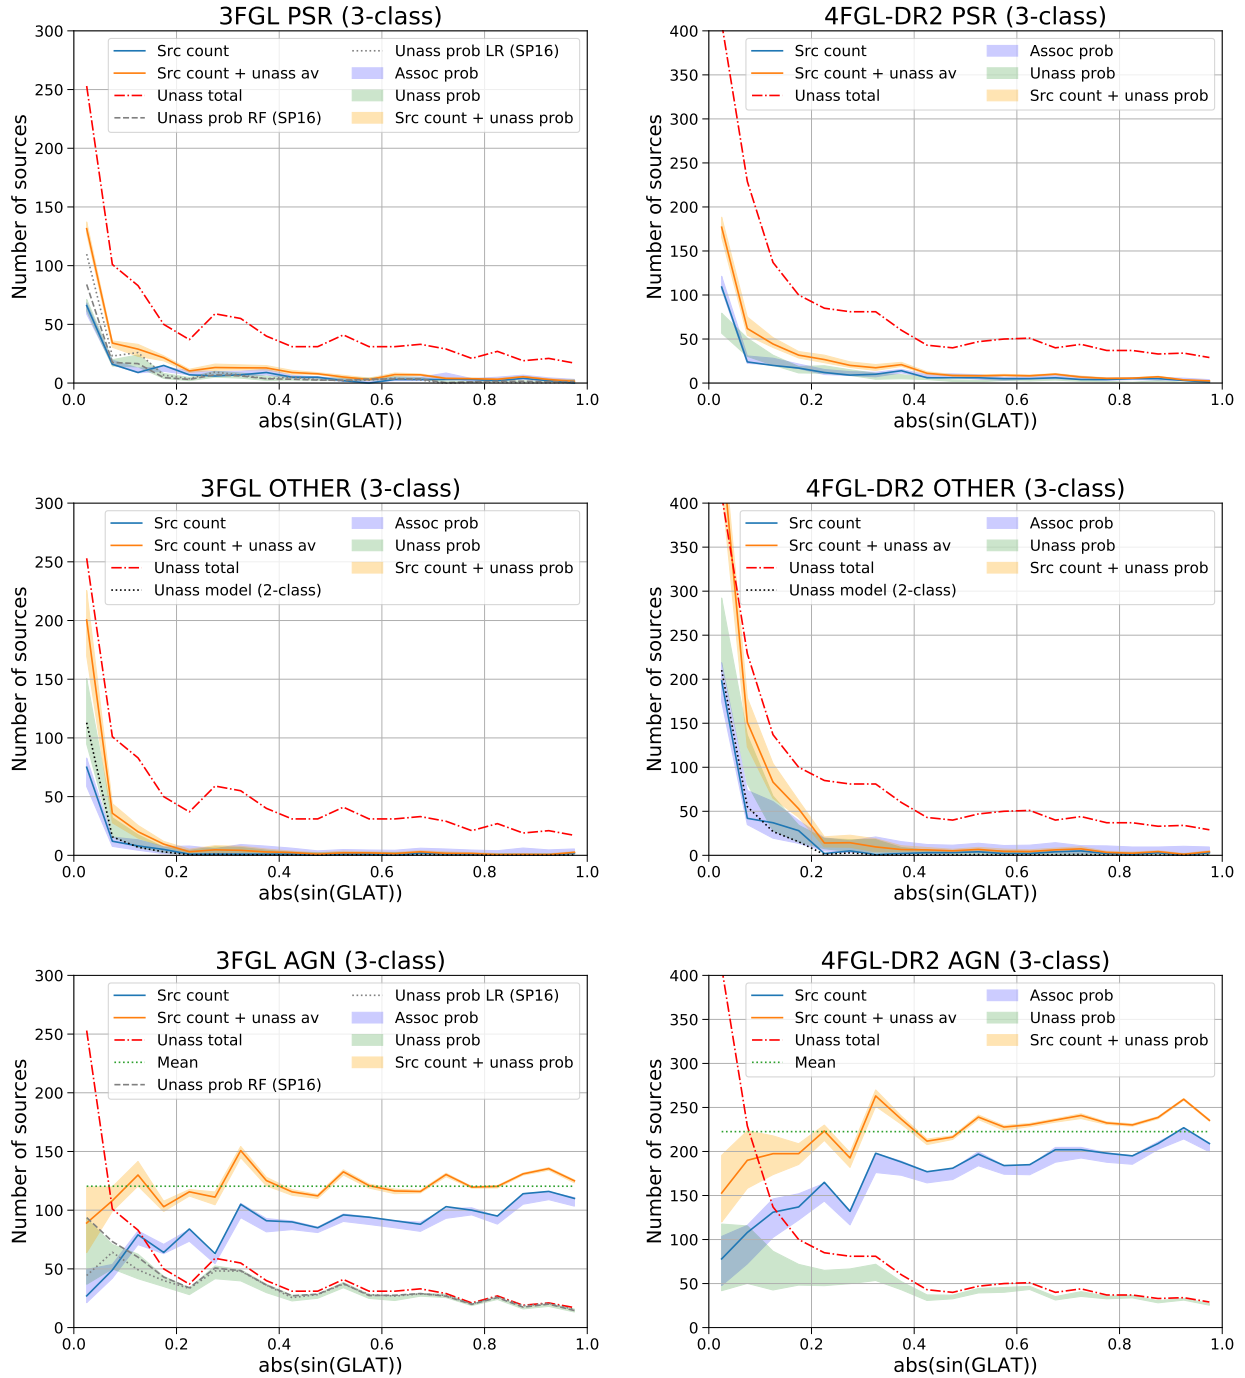 3FGL PSR (3-class)
Number of sources
300
250
200
150
100
50
0
Src count
Src count + unass av
Unass total
Unass prob RF (SP16)
Unass prob LR (SP16)
Assoc prob
Unass prob
Src count + unass prob
0.0 0.2 0.4 0.6 0.8 1.0
abs(sin(GLAT))
4FGL-DR2 PSR (3-class)
Number of sources
400
350
300
250
200
150
100
50
0
Src count
Src count + unass av
Unass total
Assoc prob
Unass prob
Src count + unass prob
0.0 0.2 0.4 0.6 0.8 1.0
abs(sin(GLAT))
3FGL OTHER (3-class)
Number of sources
300
250
200
150
100
50
0
Src count
Src count + unass av
Unass total
Unass model (2-class)
Assoc prob
Unass prob
Src count + unass prob
0.0 0.2 0.4 0.6 0.8 1.0
abs(sin(GLAT))
4FGL-DR2 OTHER (3-class)
Number of sources
400
350
300
250
200
150
100
50
0
Src count
Src count + unass av
Unass total
Unass model (2-class)
Assoc prob
Unass prob
Src count + unass prob
0.0 0.2 0.4 0.6 0.8 1.0
abs(sin(GLAT))
3FGL AGN (3-class)
Number of sources
300
250
200
150
100
50
0
Src count
Src count + unass av
Unass total
Mean
Unass prob RF (SP16)
Unass prob LR (SP16)
Assoc prob
Unass prob
Src count + unass prob
0.0 0.2 0.4 0.6 0.8 1.0
abs(sin(GLAT))
4FGL-DR2 AGN (3-class)
Number of sources
400
350
300
250
200
150
100
50
0
Src count
Src count + unass av
Unass total
Mean
Assoc prob
Unass prob
Src count + unass prob
0.0 0.2 0.4 0.6 0.8 1.0
abs(sin(GLAT))